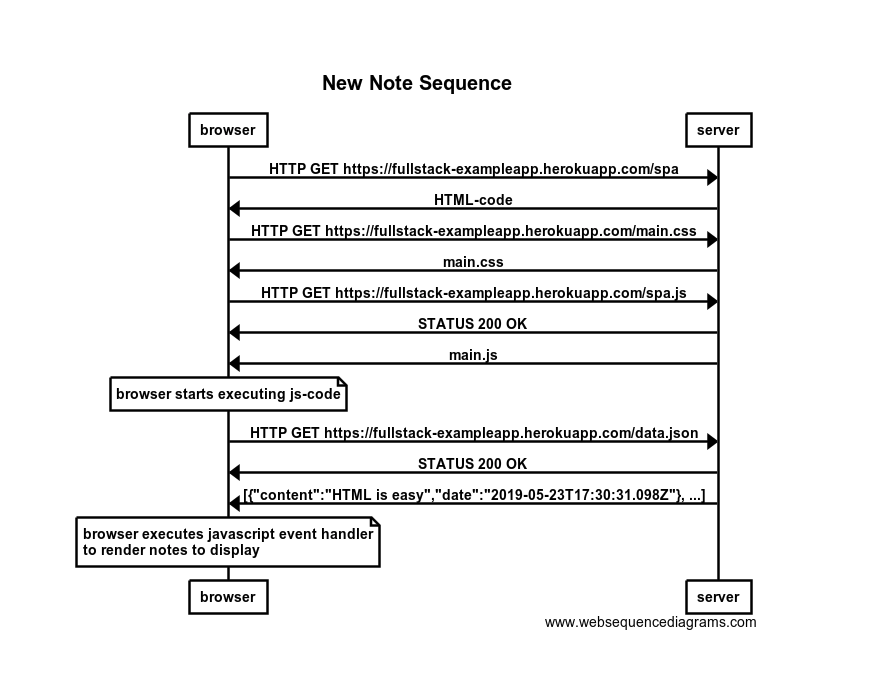 New Note Sequence
browser
server
HTTP GET https://fullstack-exampleapp.herokuapp.com/spa
HTML-code
HTTP GET https://fullstack-exampleapp.herokuapp.com/main.css
main.css
HTTP GET https://fullstack-exampleapp.herokuapp.com/spa.js
STATUS 200 OK
main.js
browser starts executing js-code
HTTP GET https://fullstack-exampleapp.herokuapp.com/data.json
STATUS 200 OK
[{"content":"HTML is easy","date":"2019-05-23T17:30:31.098Z"}, ...]
browser executes javascript event handler
to render notes to display
browser
server
www.websequencediagrams.com